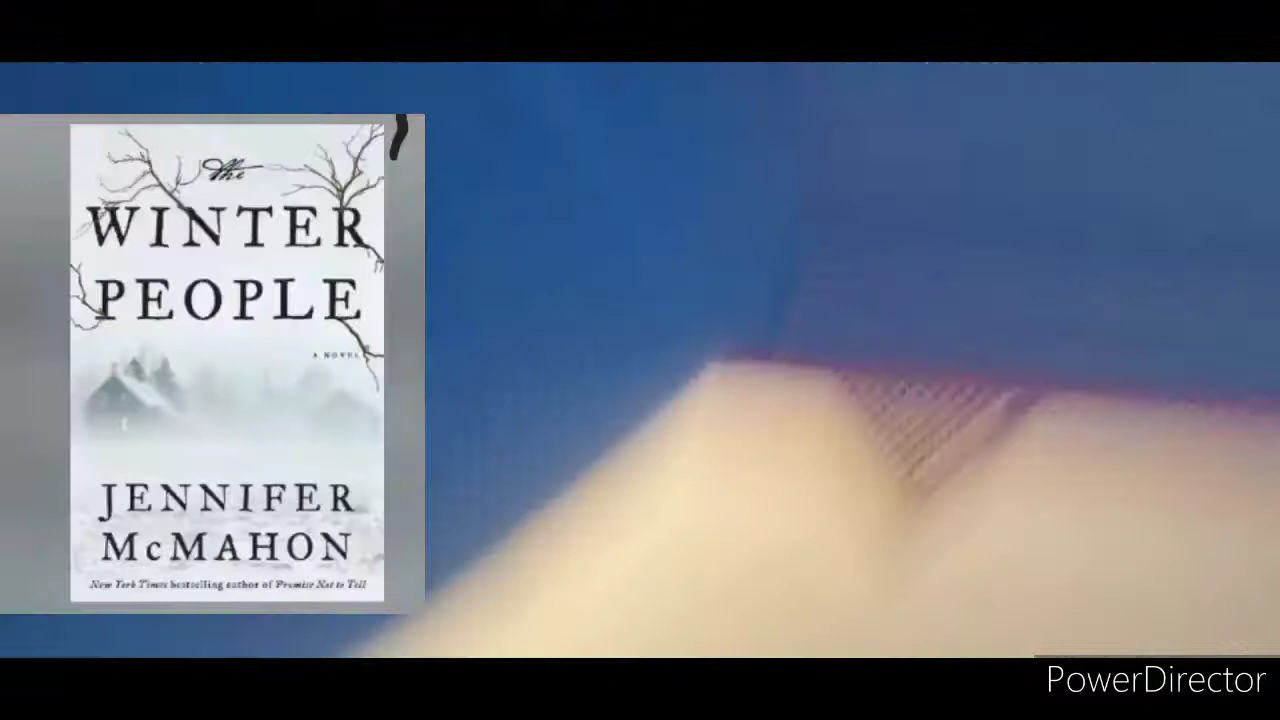 The
WINTER
PEOPLE
A NOVEL
JENNIFER
McMAHON
New York Times bestselling author of Promise Not to Tell
PowerDirector